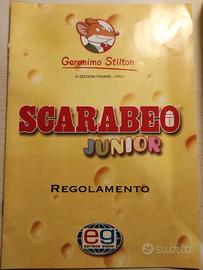 Geronimo Stilton
© EDIZIONI PIEMME - ITALY
SCARABEO
JUNIOR
REGOLAMENTO
eg
EDITRICE GIOCHI
subito